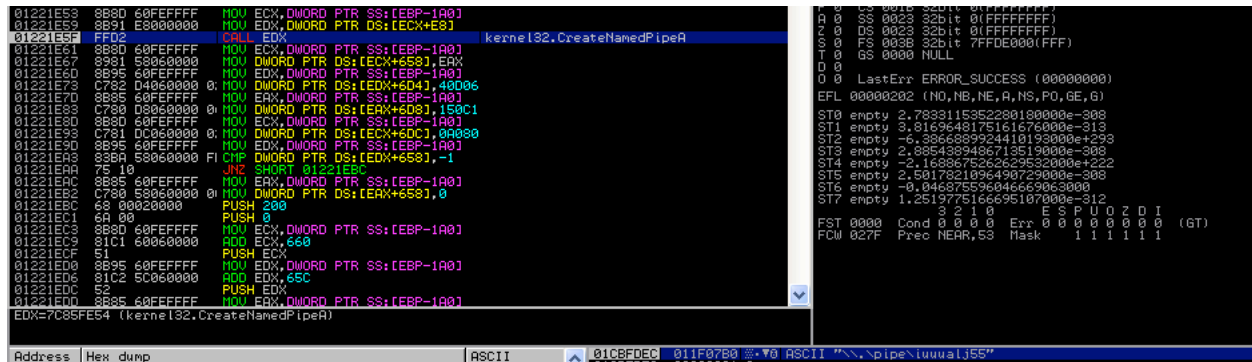 01221E53 8B8D 60FEFFFF MOV ECX,DWORD PTR SS:[EBP-1A0]
01221E59 8B91 E8000000 MOV EDX,DWORD PTR DS:[ECX+E8]
01221E5F FFD2 CALL EDX kernel32.CreateNamedPipeA
01221E61 8B8D 60FEFFFF MOV ECX,DWORD PTR SS:[EBP-1A0]
01221E67 8981 58060000 MOV DWORD PTR DS:[ECX+658],EAX
01221E6D 8B95 60FEFFFF MOV EDX,DWORD PTR SS:[EBP-1A0]
01221E73 C782 D4060000 0: MOV DWORD PTR DS:[EDX+6D4],40D06
01221E7D 8B85 60FEFFFF MOV EAX,DWORD PTR SS:[EBP-1A0]
01221E83 C780 D8060000 0: MOV DWORD PTR DS:[EAX+6D8],150C1
01221E8D 8B8D 60FEFFFF MOV ECX,DWORD PTR SS:[EBP-1A0]
01221E93 C781 DC060000 0: MOV DWORD PTR DS:[ECX+6DC],0A080
01221E9D 8B95 60FEFFFF MOV EDX,DWORD PTR SS:[EBP-1A0]
01221EA3 83BA 58060000 FI CMP DWORD PTR DS:[EDX+658],-1
01221EAA 75 10 JNZ SHORT 01221EBC
01221EAC 8B85 60FEFFFF MOV EAX,DWORD PTR SS:[EBP-1A0]
01221EB2 C780 58060000 0: MOV DWORD PTR DS:[EAX+658],0
01221EBC 68 00020000 PUSH 200
01221EC1 6A 00 PUSH 0
01221EC3 8B8D 60FEFFFF MOV ECX,DWORD PTR SS:[EBP-1A0]
01221EC9 81C1 60060000 ADD ECX,660
01221ECF 51 PUSH ECX
01221ED0 8B95 60FEFFFF MOV EDX,DWORD PTR SS:[EBP-1A0]
01221ED6 81C2 5C060000 ADD EDX,65C
01221EDC 52 PUSH EDX
01221EDD 8B85 60FEFFFF MOV EAX,DWORD PTR SS:[EBP-1A0]
EDX=7C85FE54 (kernel32.CreateNamedPipeA)
Address Hex dump ASCII
P 0 CS 001B 32bit 0(FFFFFFFF)
A 0 SS 0023 32bit 0(FFFFFFFF)
Z 0 DS 0023 32bit 0(FFFFFFFF)
S 0 FS 003B 32bit 7FFDE000(FFF)
T 0 GS 0000 NULL
D 0
O 0 LastErr ERROR_SUCCESS (00000000)
EFL 00000202 (NO,NB,NE,A,NS,PO,GE,G)
ST0 empty 2.7833115352280180000e-308
ST1 empty 3.8169648175161676000e-313
ST2 empty -6.3866889924410193000e+293
ST3 empty 2.8854389486713519000e-308
ST4 empty -2.1688675262629532000e+222
ST5 empty 2.5017821096490729000e-308
ST6 empty -0.0468755960466690630​00
ST7 empty 1.2519775166695107000e-312
3 2 1 0 E S P U O Z D I
FST 0000 Cond 0 0 0 0 Err 0 0 0 0 0 0 0 0 (GT)
FCW 027F Prec NEAR,53 Mask 1 1 1 1 1 1
01CBFDEC 011F07B0 ASCII "\\.\pipe\iuuualj55"